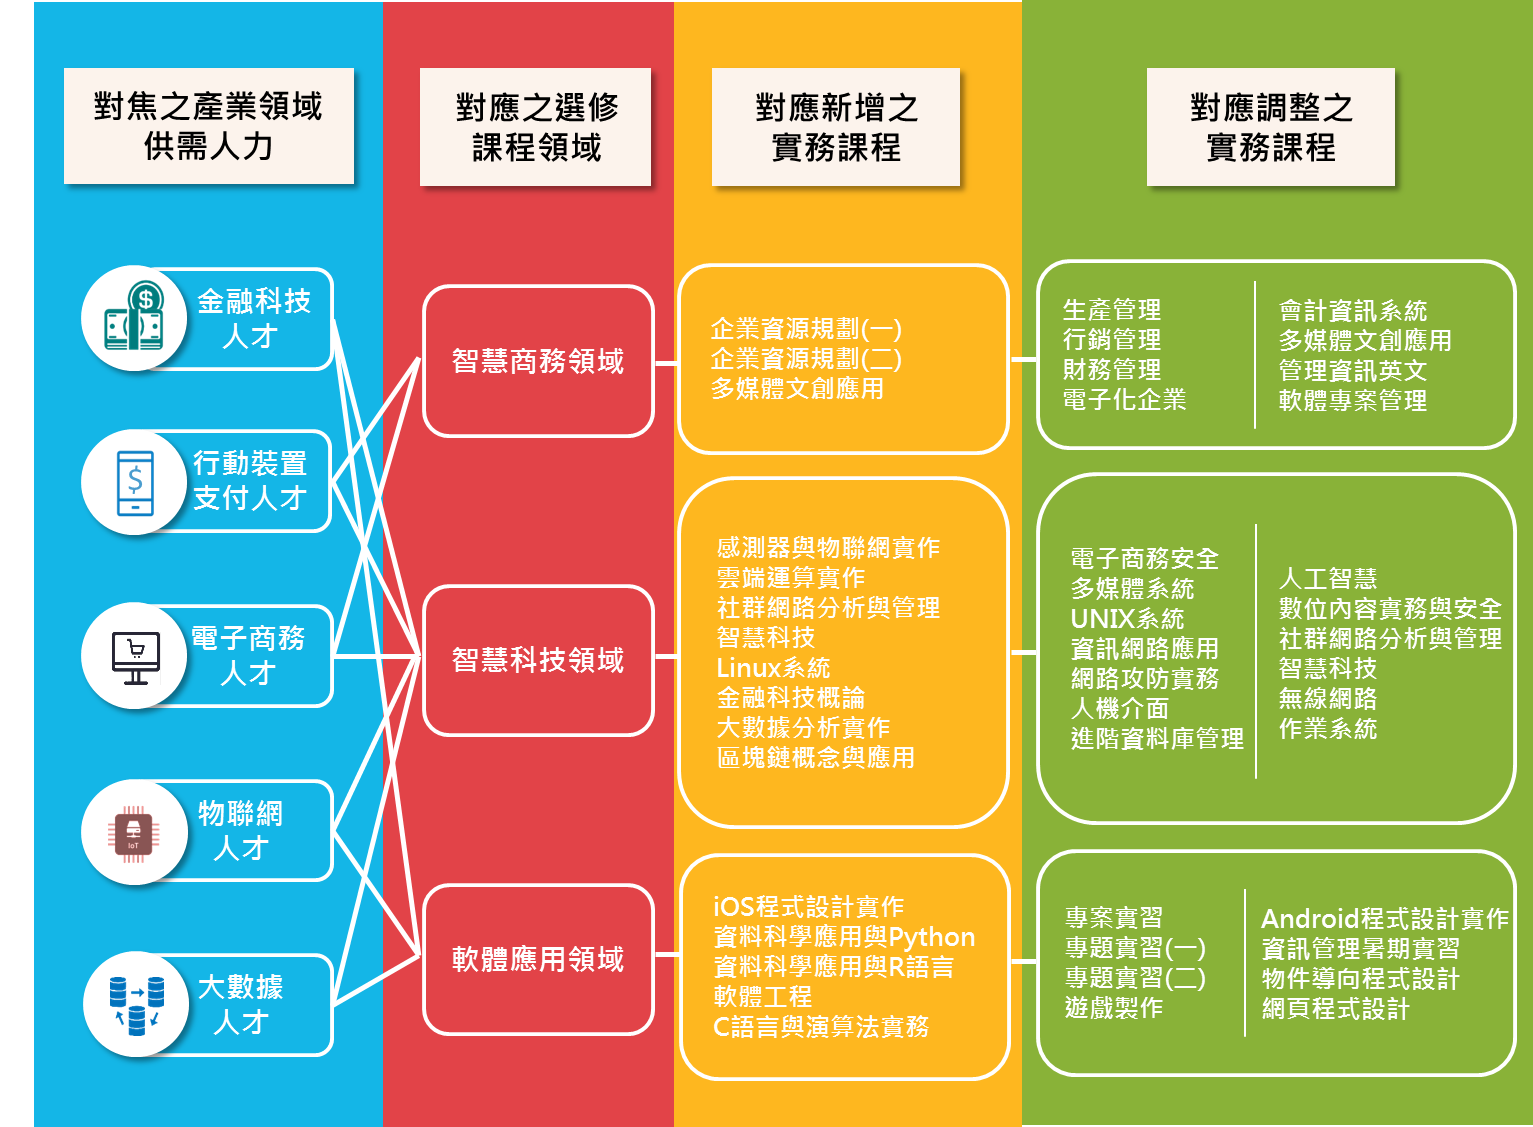 對焦之產業領域
供需人力
對應之選修
課程領域
對應新增之
實務課程
對應調整之
實務課程
金融科技
人才
行動裝置
支付人才
電子商務
人才
物聯網
人才
IoT
大數據
人才
智慧商務領域
智慧科技領域
軟體應用領域
企業資源規劃(一)
企業資源規劃(二)
多媒體文創應用
感測器與物聯網實作
雲端運算實作
社群網路分析與管理
智慧科技
Linux系統
金融科技概論
大數據分析實作
區塊鏈概念與應用
iOS程式設計實作
資料科學應用與Python
資料科學應用與R語言
軟體工程
C語言與演算法實務
生產管理
行銷管理
財務管理
電子化企業
會計資訊系統
多媒體文創應用
管理資訊英文
軟體專案管理
電子商務安全
多媒體系統
UNIX系統
資訊網路應用
網路攻防實務
人機介面
進階資料庫管理
人工智慧
數位內容實務與安全
社群網路分析與管理
智慧科技
無線網路
作業系統
專案實習
專題實習(一)
專題實習(二)
遊戲製作
Android程式設計實作
資訊管理暑期實習
物件導向程式設計
網頁程式設計